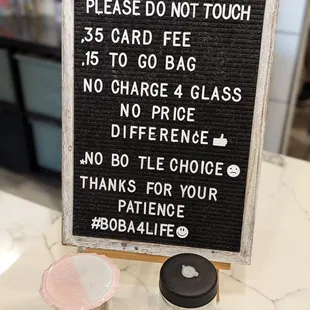 PLEASE DO NOT TOUCH
.35 CARD FEE
.15 TO GO BAG
NO CHARGE 4 GLASS
NO PRICE
DIFFERENCE👍
★NO BO TLE CHOICE🙁
THANKS FOR YOUR
PATIENCE
#BOBA4LIFE🙂